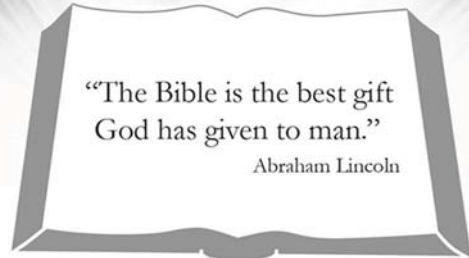 “The Bible is the best gift
God has given to man.”
Abraham Lincoln